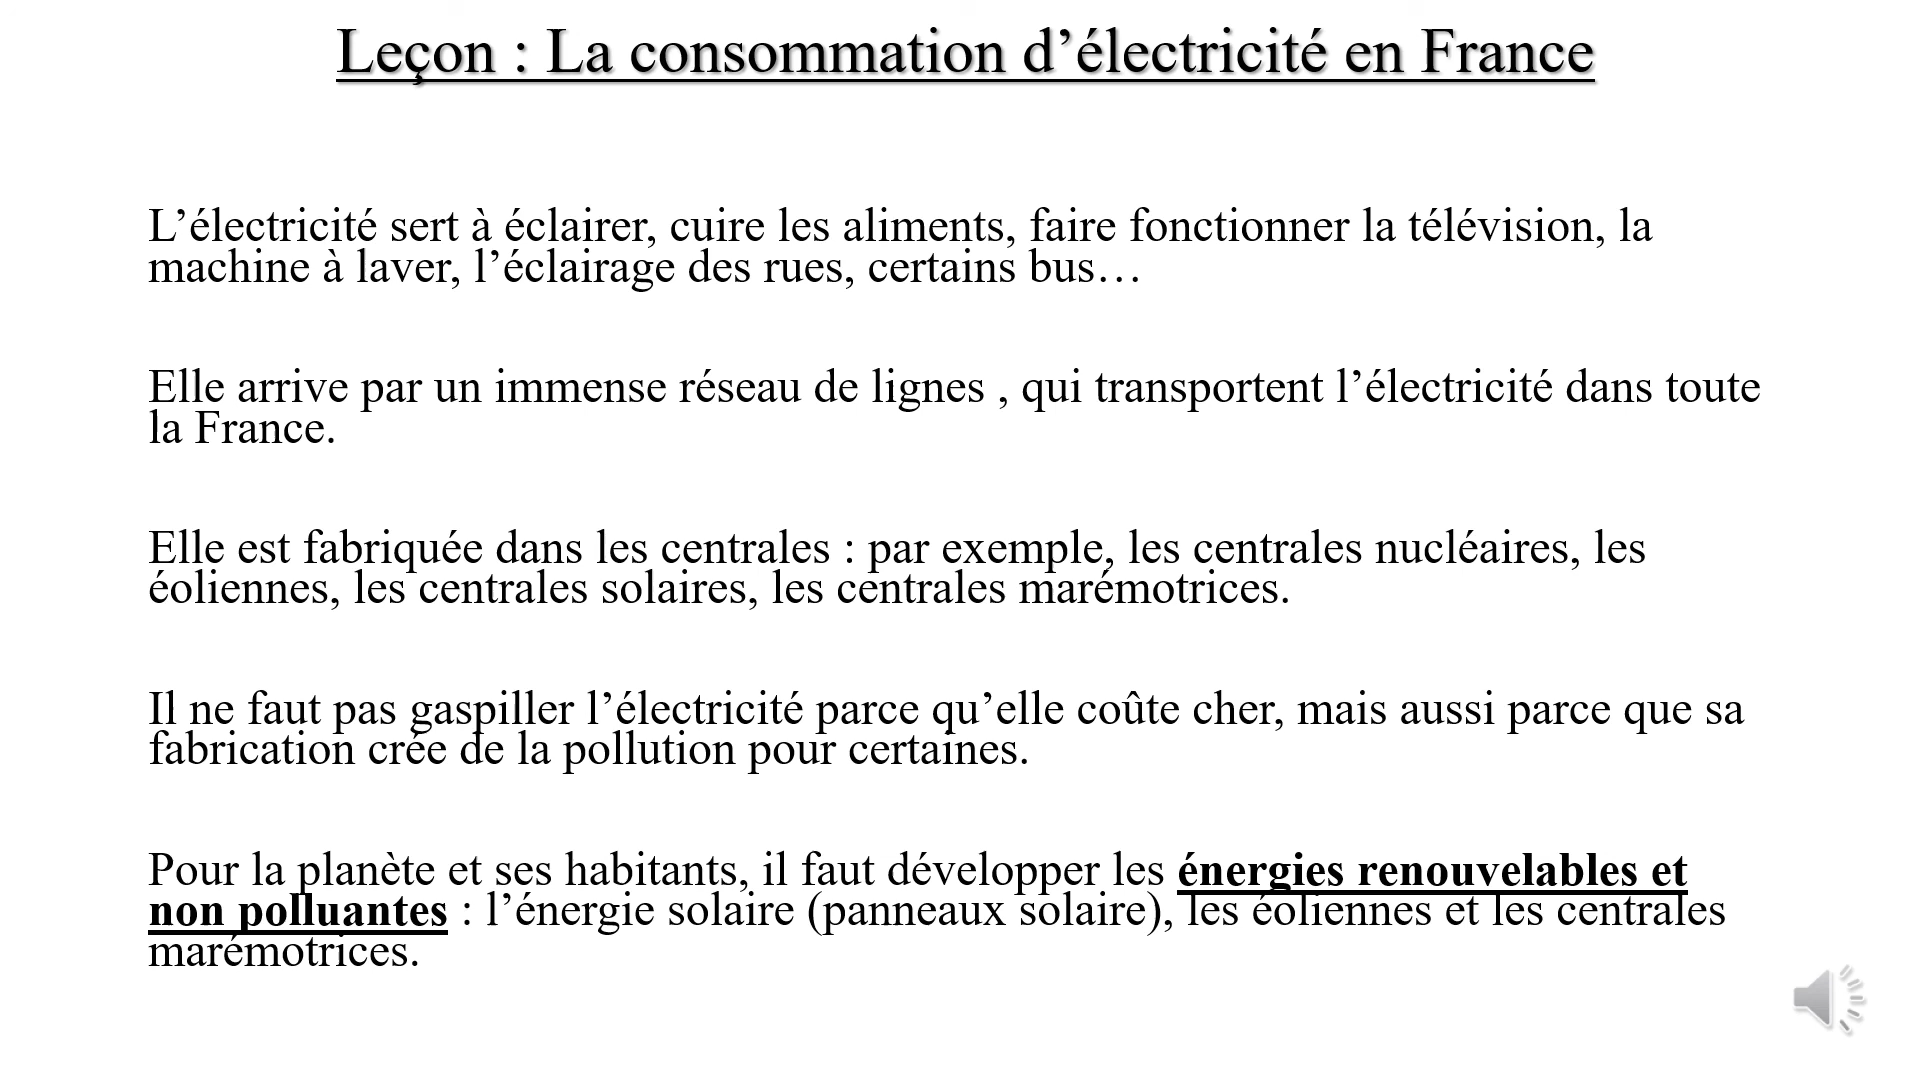 Leçon : La consommation d’électricité en France
L’électricité sert à éclairer, cuire les aliments, faire fonctionner la télévision, la
machine à laver, l’éclairage des rues, certains bus…
Elle arrive par un immense réseau de lignes , qui transportent l’électricité dans toute
la France.
Elle est fabriquée dans les centrales : par exemple, les centrales nucléaires, les
éoliennes, les centrales solaires, les centrales marémotrices.
Il ne faut pas gaspiller l’électricité parce qu’elle coûte cher, mais aussi parce que sa
fabrication crée de la pollution pour certaines.
Pour la planète et ses habitants, il faut développer les énergies renouvelables et
non polluantes : l’énergie solaire (panneaux solaire), les éoliennes et les centrales
marémotrices.